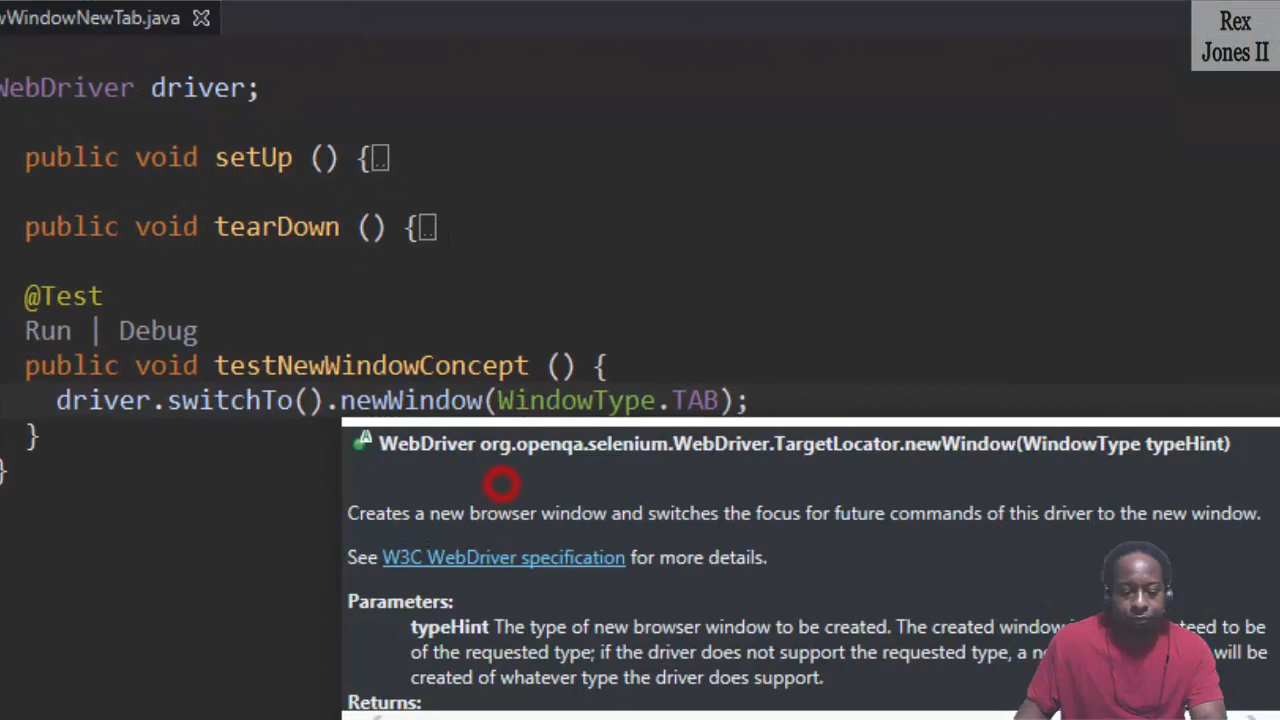 wWindowNewTab.java
Rex
Jones II
WebDriver driver;
public void setUp () {..
public void tearDown () {..
@Test
Run | Debug
public void testNewWindowConcept () {
driver.switchTo().newWindow(WindowType.TAB);
}
}
WebDriver org.openqa.selenium.WebDriver.TargetLocator.newWindow(WindowType typeHint)
Creates a new browser window and switches the focus for future commands of this driver to the new window.
See W3C WebDriver specification for more details.
Parameters:
typeHint The type of new browser window to be created. The created window be
of the requested type; if the driver does not support the requested type, a will be
created of whatever type the driver does support.
Returns: